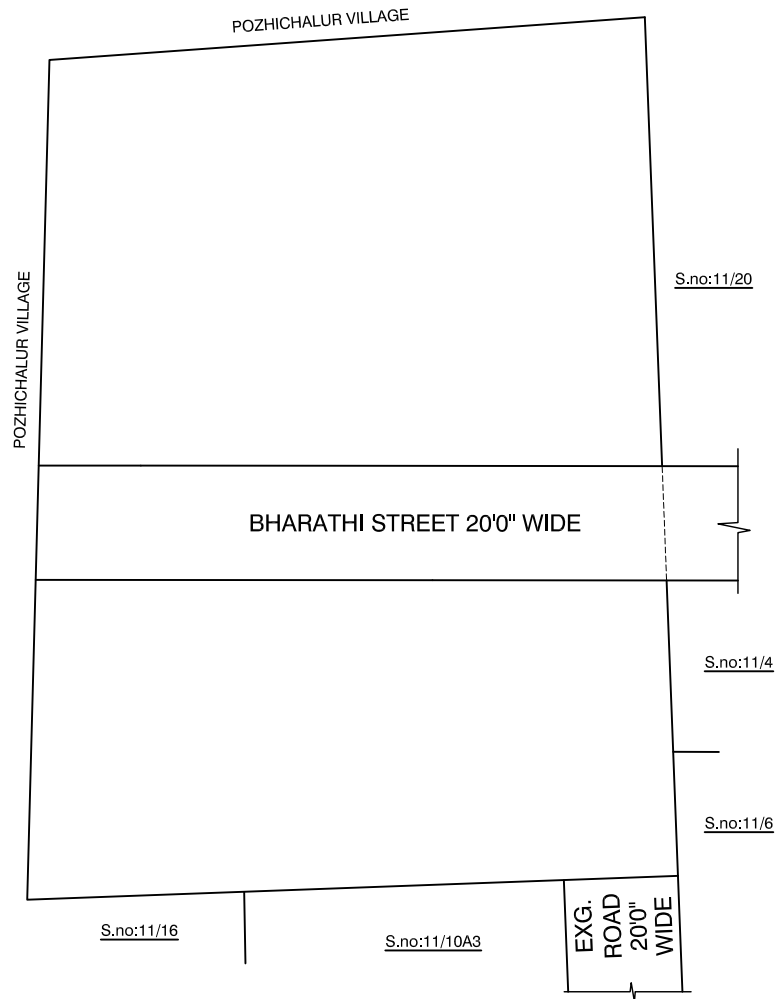 POZHICHALUR VILLAGE
POZHICHALUR VILLAGE
S.no:11/20
BHARATHI STREET 20'0" WIDE
S.no:11/4
S.no:11/6
S.no:11/16
S.no:11/10A3
EXG.
ROAD
20'0"
WIDE